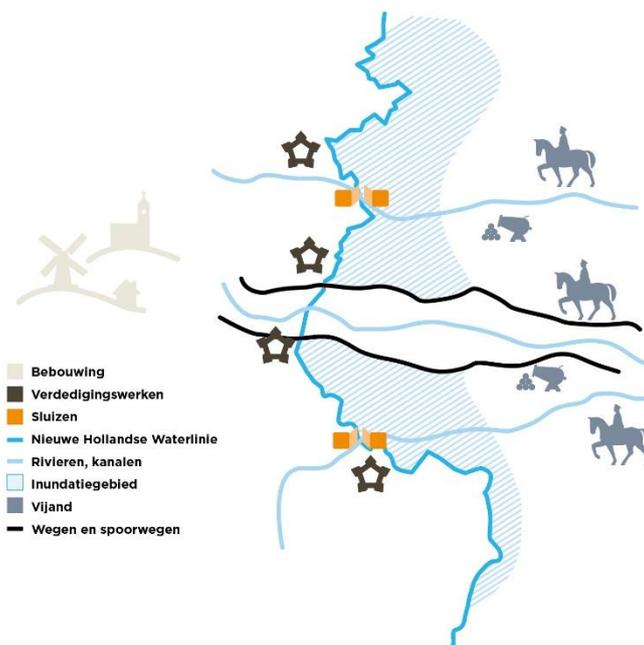 Bebouwing
Verdedigingswerken
Sluizen
Nieuwe Hollandse Waterlinie
Rivieren, kanalen
Inundatiegebied
Vijand
Wegen en spoorwegen